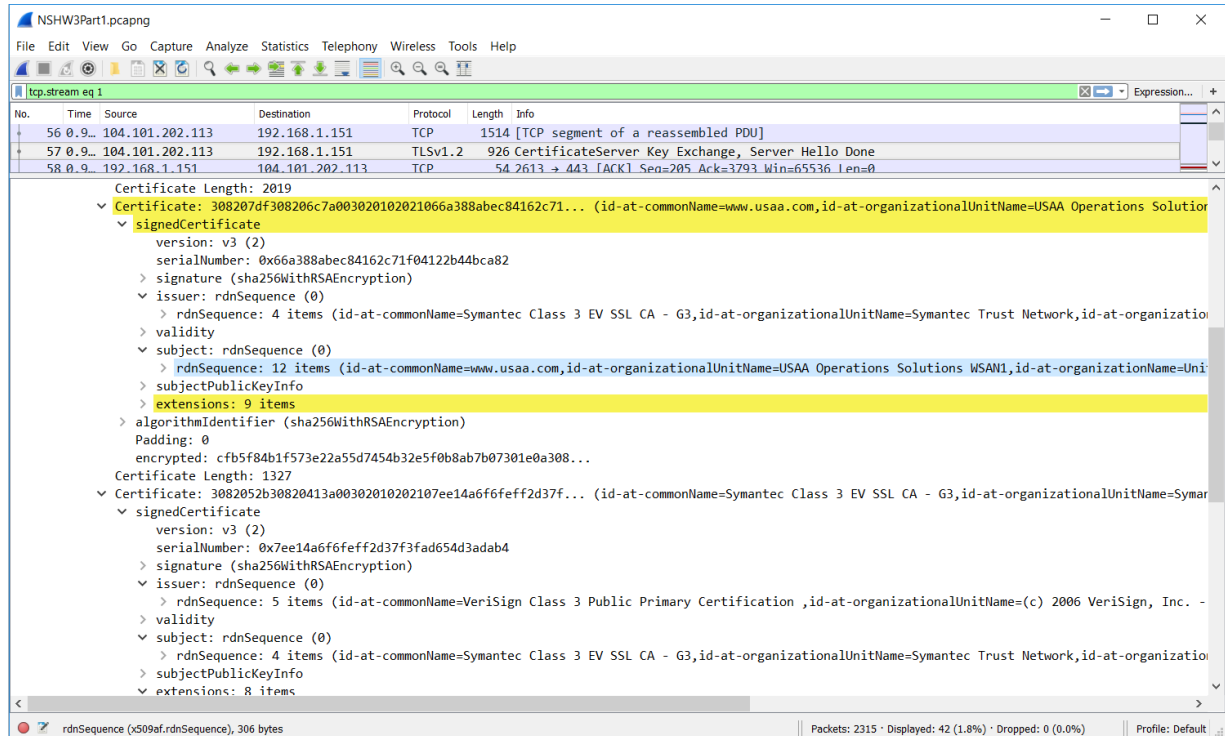 NSHW3Part1.pcapng
File Edit View Go Capture Analyze Statistics Telephony Wireless Tools Help
tcp.stream eq 1 Expression... +
No. Time Source Destination Protocol Length Info
56 0.9… 104.101.202.113 192.168.1.151 TCP 1514 [TCP segment of a reassembled PDU]
57 0.9… 104.101.202.113 192.168.1.151 TLSv1.2 926 CertificateServer Key Exchange, Server Hello Done
58 0.9… 192.168.1.151 104.101.202.113 TCP 54 2613 → 443 [ACK] Seq=205 Ack=3793 Win=65536 Len=0
Certificate Length: 2019
Certificate: 308207df308206c7a003020102021066a388abec84162c71... (id-at-commonName=www.usaa.com,id-at-organizationalUnitName=USAA Operations Solution
signedCertificate
version: v3 (2)
serialNumber: 0x66a388abec84162c71f04122b44bca82
signature (sha256WithRSAEncryption)
issuer: rdnSequence (0)
rdnSequence: 4 items (id-at-commonName=Symantec Class 3 EV SSL CA - G3,id-at-organizationalUnitName=Symantec Trust Network,id-at-organizatio
validity
subject: rdnSequence (0)
rdnSequence: 12 items (id-at-commonName=www.usaa.com,id-at-organizationalUnitName=USAA Operations Solutions WSAN1,id-at-organizationName=Uni
subjectPublicKeyInfo
extensions: 9 items
algorithmIdentifier (sha256WithRSAEncryption)
Padding: 0
encrypted: cfb5f84b1f573e22a55d7454b32e5f0b8ab7b07301e0a308...
Certificate Length: 1327
Certificate: 3082052b30820413a00302010202107ee14a6f6feff2d37f... (id-at-commonName=Symantec Class 3 EV SSL CA - G3,id-at-organizationalUnitName=Symar
signedCertificate
version: v3 (2)
serialNumber: 0x7ee14a6f6feff2d37f3fad654d3adab4
signature (sha256WithRSAEncryption)
issuer: rdnSequence (0)
rdnSequence: 5 items (id-at-commonName=VeriSign Class 3 Public Primary Certification ,id-at-organizationalUnitName=(c) 2006 VeriSign, Inc. -
validity
subject: rdnSequence (0)
rdnSequence: 4 items (id-at-commonName=Symantec Class 3 EV SSL CA - G3,id-at-organizationalUnitName=Symantec Trust Network,id-at-organizatio
subjectPublicKeyInfo
extensions: 8 items
rdnSequence (x509af.rdnSequence), 306 bytes Packets: 2315 · Displayed: 42 (1.8%) · Dropped: 0 (0.0%) Profile: Default